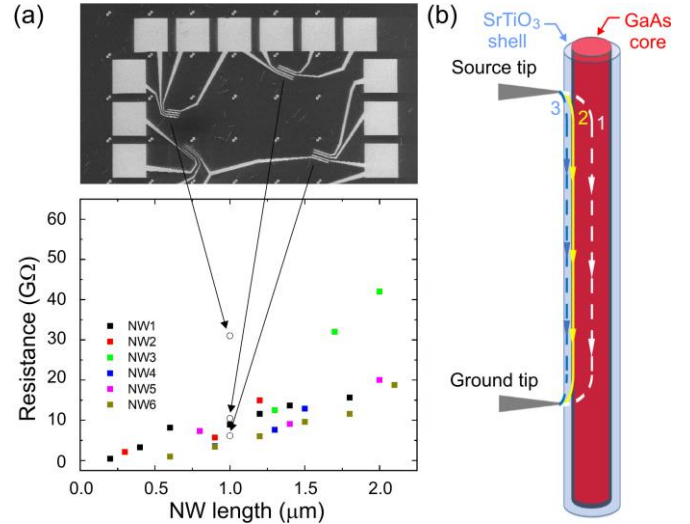 (a)
60
50
40
30
20
10
0
Resistance (GΩ)
NW1
NW2
NW3
NW4
NW5
NW6
0.0 0.5 1.0 1.5 2.0
NW length (μm)
(b)
SrTiO3
shell
GaAs
core
Source tip
3 2 1
Ground tip